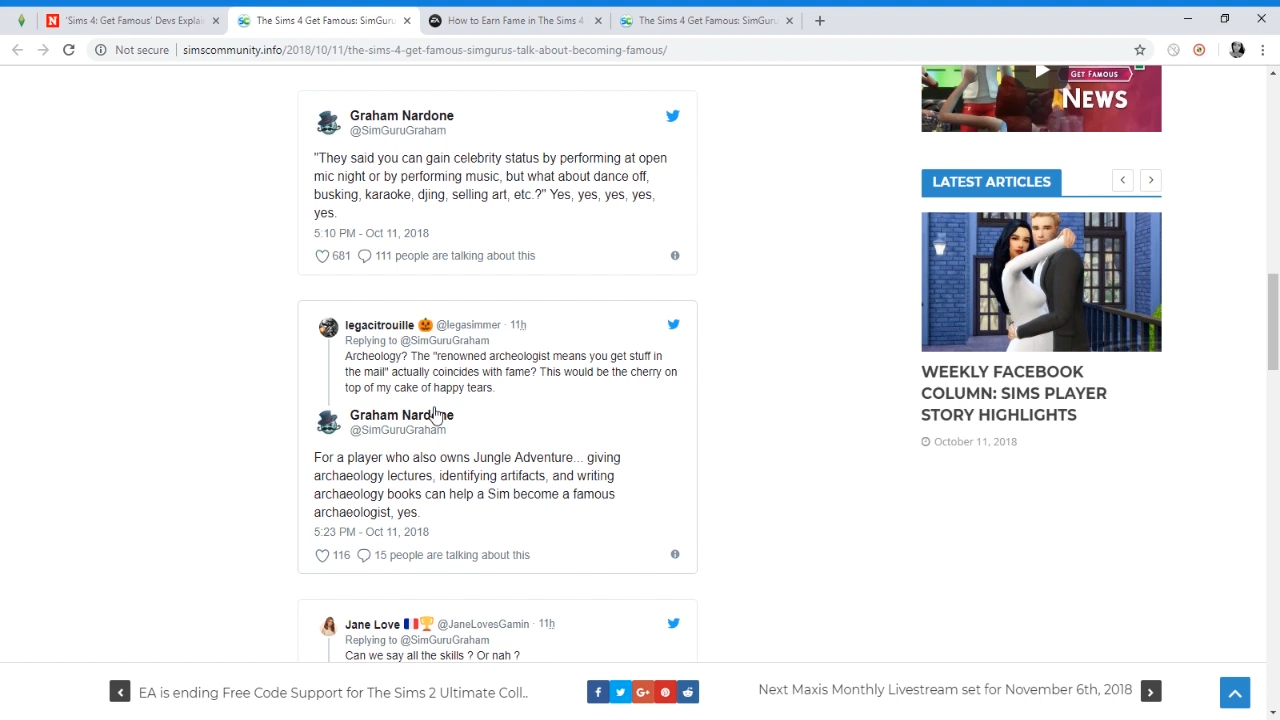 'Sims 4: Get Famous' Devs Explain
The Sims 4 Get Famous: SimGuru
How to Earn Fame in The Sims 4
The Sims 4 Get Famous: SimGuru
Not secure | simscommunity.info/2018/10/11/the-sims-4-get-famous-simgurus-talk-about-becoming-famous/
GET FAMOUS
NEWS
Graham Nardone
@SimGuruGraham
"They said you can gain celebrity status by performing at open
mic night or by performing music, but what about dance off,
busking, karaoke, djing, selling art, etc.?" Yes, yes, yes, yes,
yes.
5:10 PM - Oct 11, 2018
681 111 people are talking about this
legacitrouille 🎃 @legasimmer · 11h
Replying to @SimGuruGraham
Archeology? The "renowned archeologist means you get stuff in
the mail" actually coincides with fame? This would be the cherry on
top of my cake of happy tears.
Graham Nardone
@SimGuruGraham
For a player who also owns Jungle Adventure... giving
archaeology lectures, identifying artifacts, and writing
archaeology books can help a Sim become a famous
archaeologist, yes.
5:23 PM - Oct 11, 2018
116 15 people are talking about this
Jane Love 🇫🇷🏆 @JaneLovesGamin · 11h
Replying to @SimGuruGraham
Can we say all the skills ? Or nah ?
LATEST ARTICLES
WEEKLY FACEBOOK
COLUMN: SIMS PLAYER
STORY HIGHLIGHTS
October 11, 2018
EA is ending Free Code Support for The Sims 2 Ultimate Coll..
Next Maxis Monthly Livestream set for November 6th, 2018